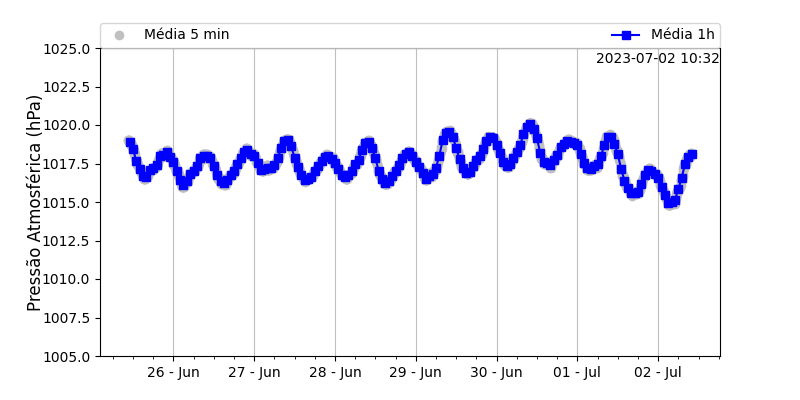 Média 5 min
Média 1h
2023-07-02 10:32
Pressão Atmosférica (hPa)
1025.0
1022.5
1020.0
1017.5
1015.0
1012.5
1010.0
1007.5
1005.0
26 - Jun
27 - Jun
28 - Jun
29 - Jun
30 - Jun
01 - Jul
02 - Jul